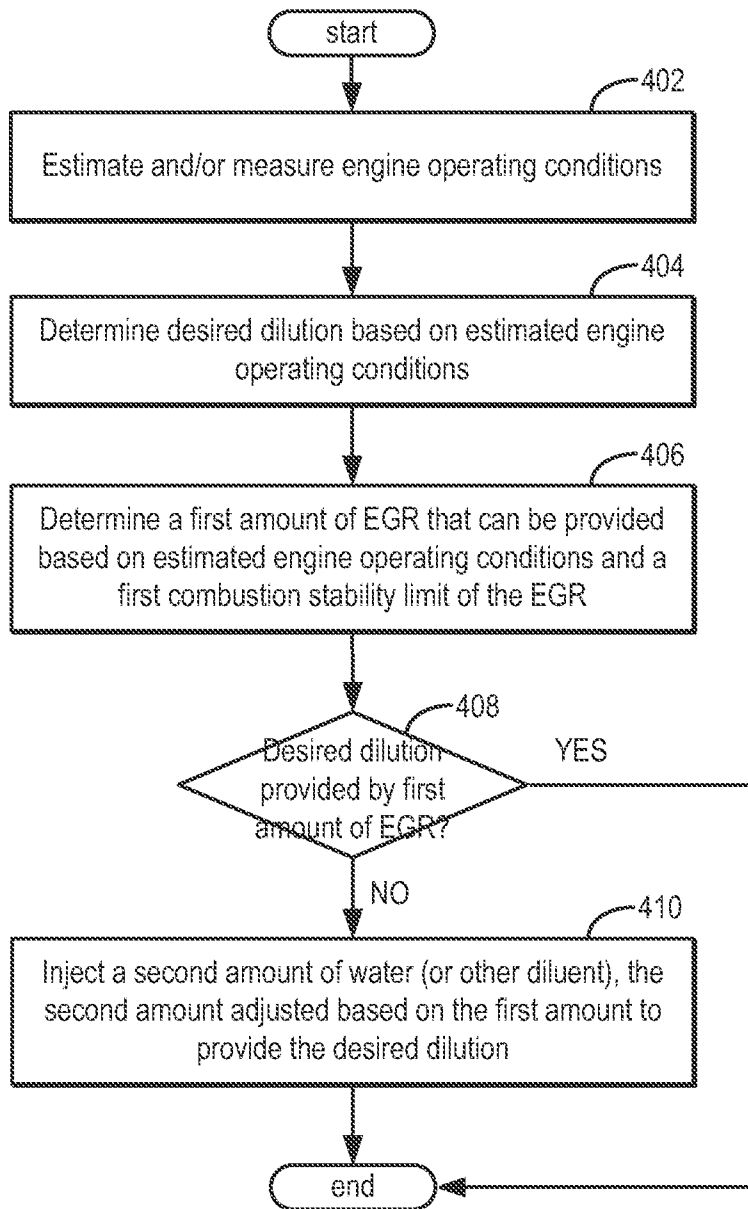 start
402
Estimate and/or measure engine operating conditions
404
Determine desired dilution based on estimated engine
operating conditions
406
Determine a first amount of EGR that can be provided
based on estimated engine operating conditions and a
first combustion stability limit of the EGR
408
Desired dilution
provided by first
amount of EGR?
YES
NO
410
Inject a second amount of water (or other diluent), the
second amount adjusted based on the first amount to
provide the desired dilution
end